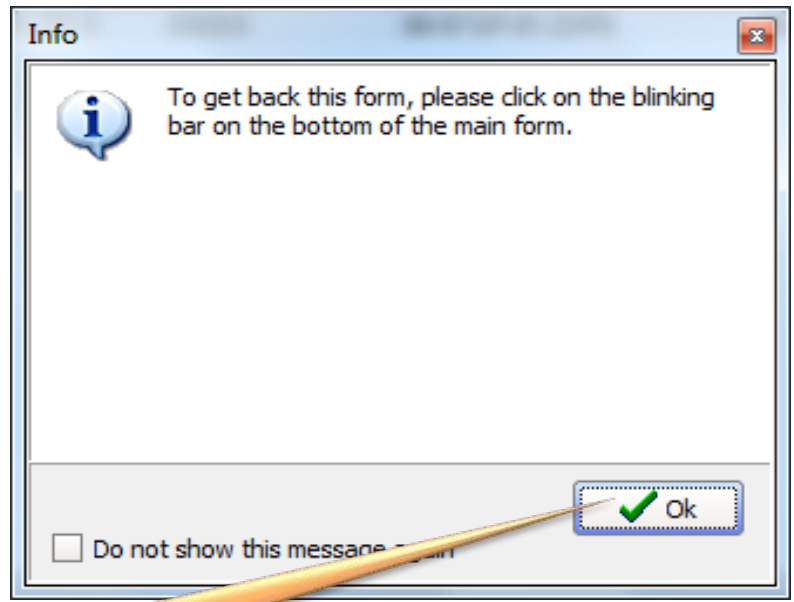 Info
To get back this form, please click on the blinking
bar on the bottom of the main form.
Ok
Do not show this message again